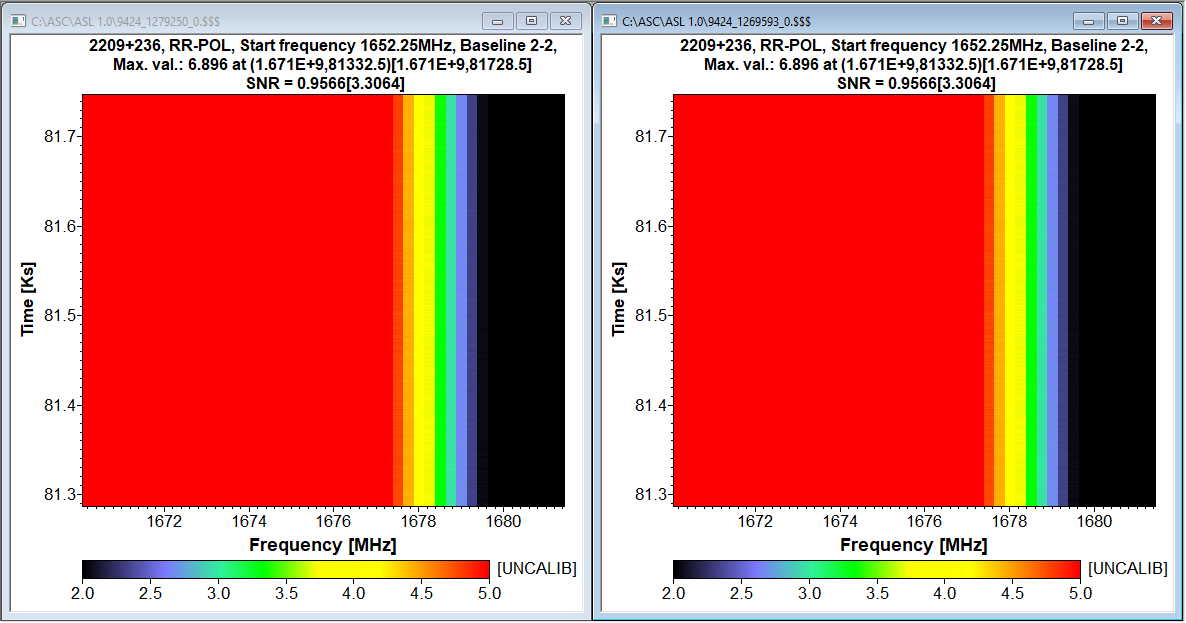 C:\ASC\ASL 1.0\9424_1279250_0.$$$
2209+236, RR-POL, Start frequency 1652.25MHz, Baseline 2-2,
Max. val.: 6.896 at (1.671E+9,81332.5)[1.671E+9,81728.5]
SNR = 0.9566[3.3064]
81.7
81.6
81.5
81.4
81.3
Time [Ks]
1672 1674 1676 1678 1680
Frequency [MHz]
[UNCALIB]
2.0 2.5 3.0 3.5 4.0 4.5 5.0
C:\ASC\ASL 1.0\9424_1269593_0.$$$
2209+236, RR-POL, Start frequency 1652.25MHz, Baseline 2-2,
Max. val.: 6.896 at (1.671E+9,81332.5)[1.671E+9,81728.5]
SNR = 0.9566[3.3064]
81.7
81.6
81.5
81.4
81.3
Time [Ks]
1672 1674 1676 1678 1680
Frequency [MHz]
[UNCALIB]
2.0 2.5 3.0 3.5 4.0 4.5 5.0